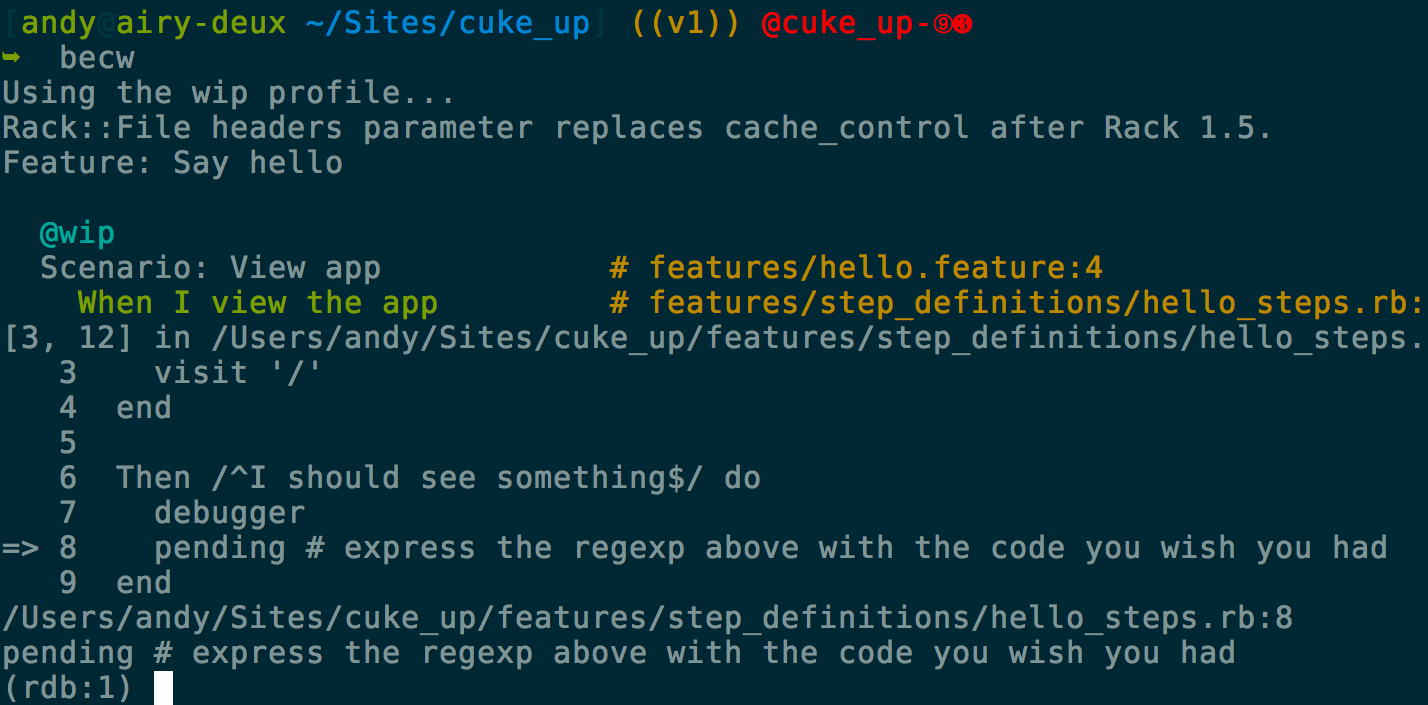 [andy@airy-deux ~/Sites/cuke_up] ((v1)) @cuke_up-
➥  becw
Using the wip profile...
Rack::File headers parameter replaces cache_control after Rack 1.5.
Feature: Say hello
  @wip
  Scenario: View app            # features/hello.feature:4
    When I view the app         # features/step_definitions/hello_steps.rb:
[3, 12] in /Users/andy/Sites/cuke_up/features/step_definitions/hello_steps.
   3    visit '/'
   4  end
   5
   6  Then /^I should see something$/ do
   7    debugger
=> 8    pending # express the regexp above with the code you wish you had
   9  end
/Users/andy/Sites/cuke_up/features/step_definitions/hello_steps.rb:8
pending # express the regexp above with the code you wish you had
(rdb:1)